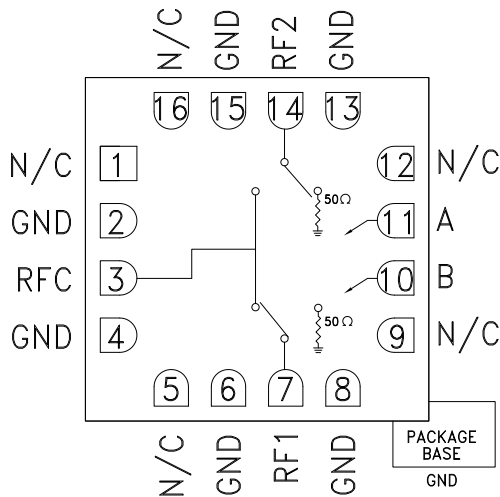 N/C GND RF2 GND
16 15 14 13
N/C 1 12 N/C
50Ω
GND 2 11 A
RFC 3 10 B
50Ω
GND 4 9 N/C
5 6 7 8
N/C GND RF1 GND
PACKAGE
BASE
GND